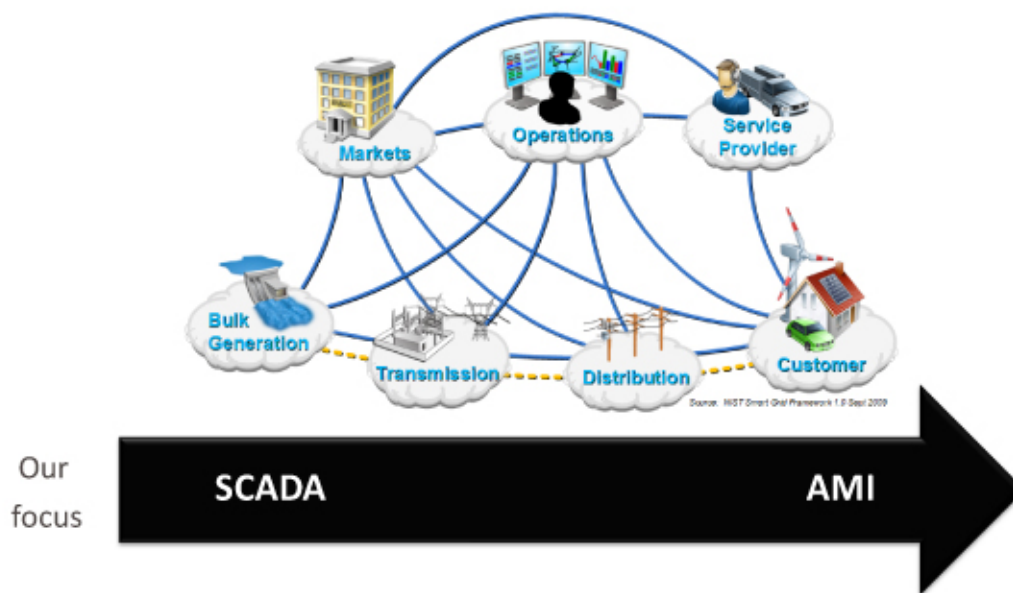 Markets
Operations
Service
Provider
Bulk
Generation
Transmission
Distribution
Customer
Source: NIST Smart Grid Framework 1.0 Sept 2009
Our
focus
SCADA
AMI